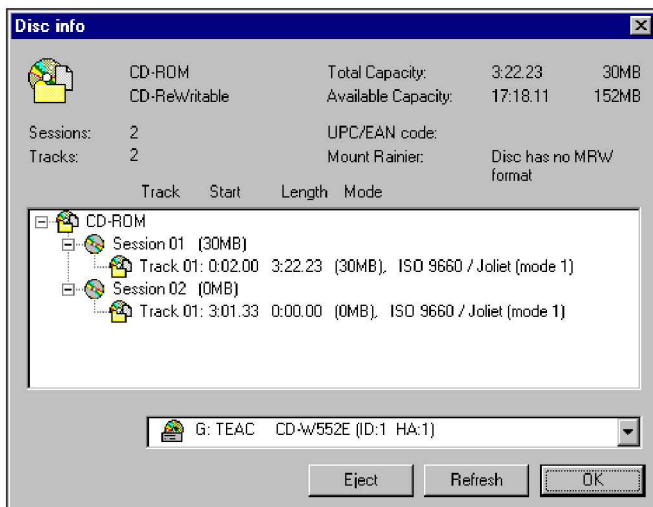 Disc info
CD-ROM Total Capacity: 3:22.23 30MB
CD-ReWritable Available Capacity: 17:18.11 152MB
Sessions: 2 UPC/EAN code:
Tracks: 2 Mount Rainier: Disc has no MRW
format
Track Start Length Mode
CD-ROM
Session 01 (30MB)
Track 01: 0:02.00 3:22.23 (30MB), ISO 9660 / Joliet (mode 1)
Session 02 (0MB)
Track 01: 3:01.33 0:00.00 (0MB), ISO 9660 / Joliet (mode 1)
G: TEAC CD-W552E (ID:1 HA:1)
Eject Refresh OK